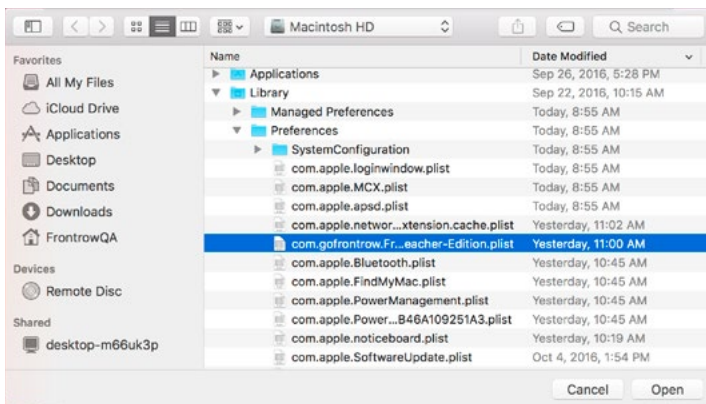 Macintosh HD
Search
Favorites
All My Files
iCloud Drive
Applications
Desktop
Documents
Downloads
FrontrowQA
Devices
Remote Disc
Shared
desktop-m66uk3p
Name Date Modified
Applications Sep 26, 2016, 5:28 PM
Library Sep 22, 2016, 10:15 AM
Managed Preferences Today, 8:55 AM
Preferences Today, 8:55 AM
SystemConfiguration Today, 8:55 AM
com.apple.loginwindow.plist Today, 8:55 AM
com.apple.MCX.plist Today, 8:55 AM
com.apple.apsd.plist Today, 8:55 AM
com.apple.networ...xtension.cache.plist Yesterday, 11:02 AM
com.gofrontrow.Fr...eacher-Edition.plist Yesterday, 11:00 AM
com.apple.Bluetooth.plist Yesterday, 10:45 AM
com.apple.FindMyMac.plist Yesterday, 10:45 AM
com.apple.PowerManagement.plist Yesterday, 10:45 AM
com.apple.Power...B46A109251A3.plist Yesterday, 10:45 AM
com.apple.noticeboard.plist Yesterday, 10:19 AM
com.apple.SoftwareUpdate.plist Oct 4, 2016, 1:54 PM
Cancel Open